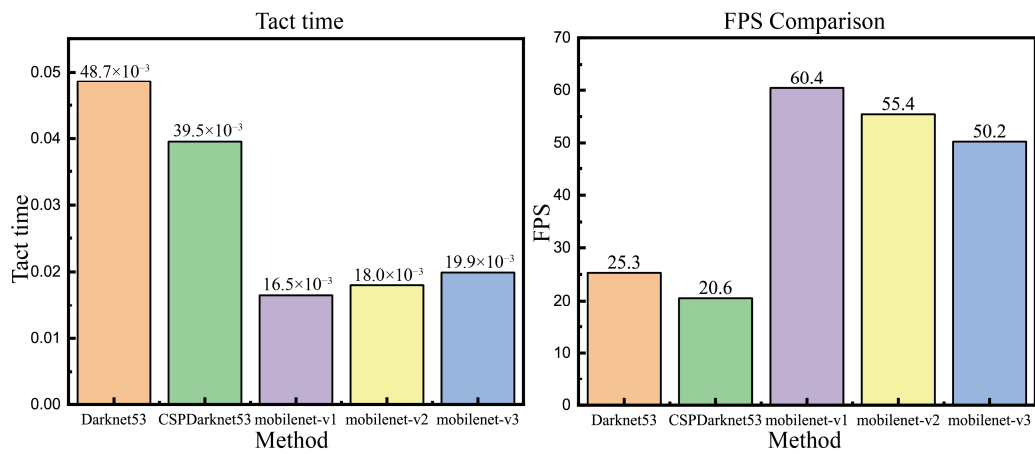 Tact time
0.05
0.04
0.03
0.02
0.01
0.00
Tact time
48.7×10⁻³
39.5×10⁻³
16.5×10⁻³
18.0×10⁻³
19.9×10⁻³
Darknet53
CSPDarknet53
mobilenet-v1
mobilenet-v2
mobilenet-v3
Method
FPS Comparison
70
60
50
40
30
20
10
0
FPS
25.3
20.6
60.4
55.4
50.2
Darknet53
CSPDarknet53
mobilenet-v1
mobilenet-v2
mobilenet-v3
Method